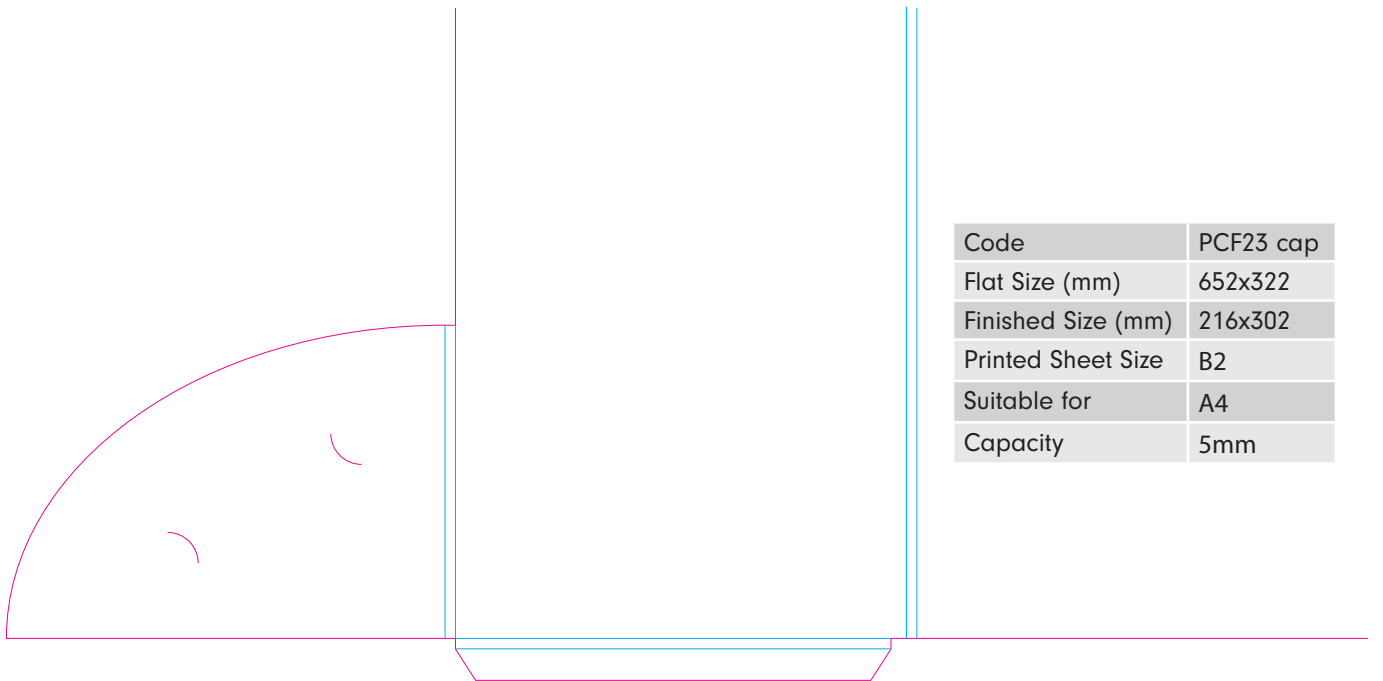 Code PCF23 cap
Flat Size (mm) 652x322
Finished Size (mm) 216x302
Printed Sheet Size B2
Suitable for A4
Capacity 5mm